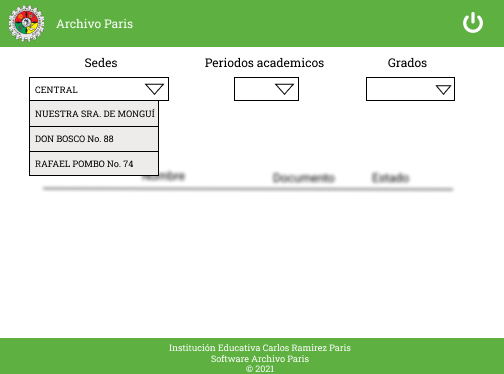 Archivo Paris
Sedes Periodos academicos Grados
CENTRAL
NUESTRA SRA. DE MONGUÍ
DON BOSCO No. 88
RAFAEL POMBO No. 74
Nombre Documento Estado
Institución Educativa Carlos Ramirez Paris
Software Archivo Paris
© 2021